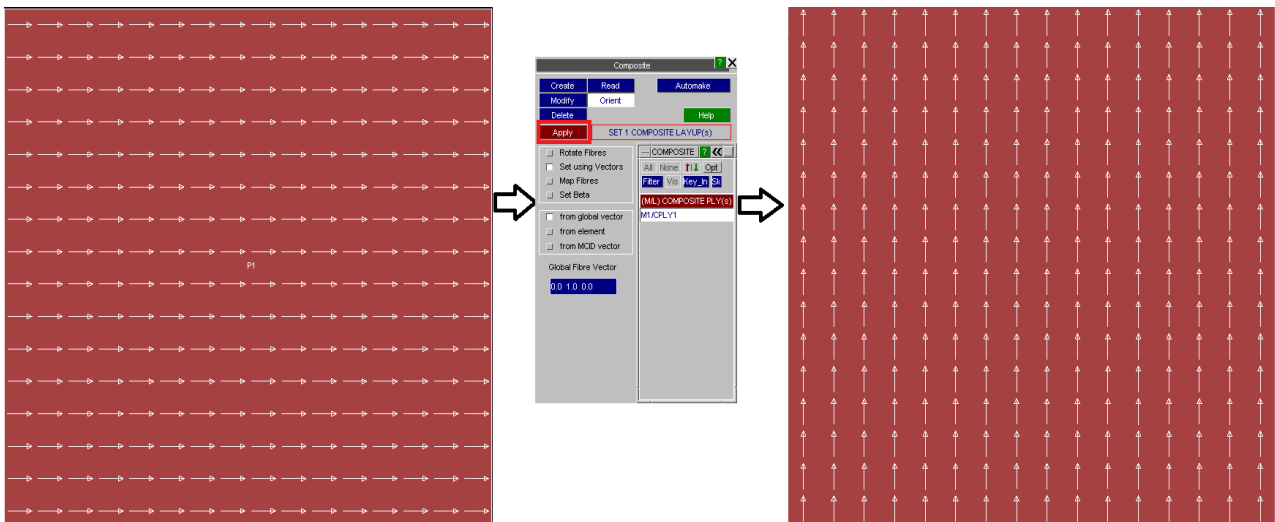 P1
Composite ? X
Create Read Automake
Modify Orient
Delete Help
Apply SET 1 COMPOSITE LAYUP(s)
Rotate Fibres
Set using Vectors
Map Fibres
Set Beta
from global vector
from element
from MCID vector
Global Fibre Vector
0.0 1.0 0.0
COMPOSITE ?
All None Opt
Filter Vis Key_In Sk
(M/L) COMPOSITE PLY(s)
M1/CPLY1